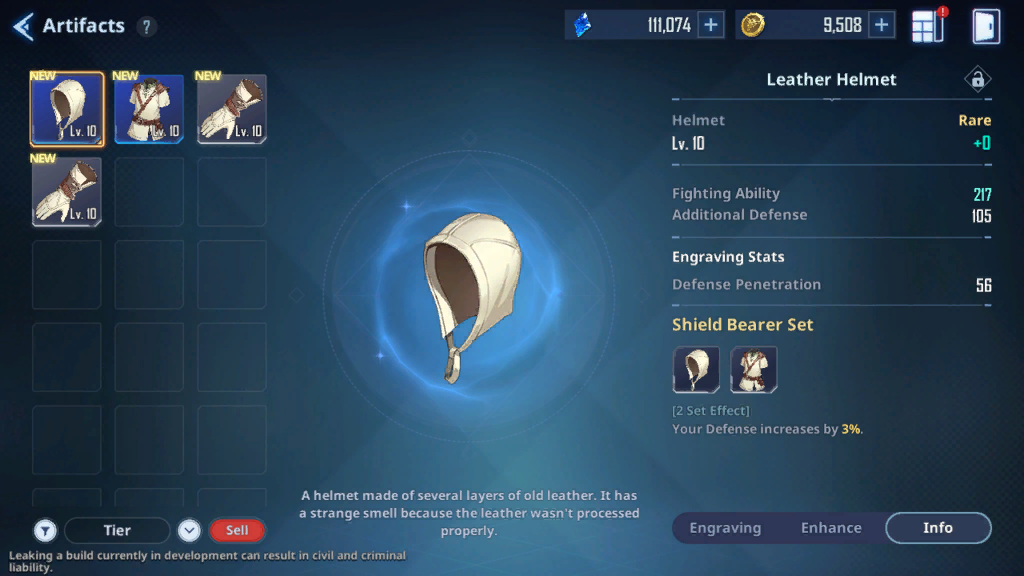 Artifacts ?
111,074 +
9,508 +
!
NEW
Lv. 10
NEW
Lv. 10
NEW
Lv. 10
NEW
Lv. 10
Leather Helmet
Helmet Rare
Lv. 10 +0
Fighting Ability 217
Additional Defense 105
Engraving Stats
Defense Penetration 56
Shield Bearer Set
[2 Set Effect]
Your Defense increases by 3%.
A helmet made of several layers of old leather. It has
a strange smell because the leather wasn't processed
properly.
Tier Sell
Engraving Enhance Info
Leaking a build currently in development can result in civil and criminal
liability.